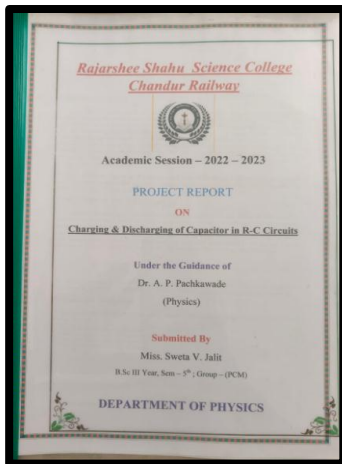 Rajarshee Shahu Science College
Chandur Railway
Academic Session – 2022 – 2023
PROJECT REPORT
ON
Charging & Discharging of Capacitor in R-C Circuits
Under the Guidance of
Dr. A. P. Pachkawade
(Physics)
Submitted By
Miss. Sweta V. Jalit
B.Sc III Year, Sem – 5th ; Group – (PCM)
DEPARTMENT OF PHYSICS